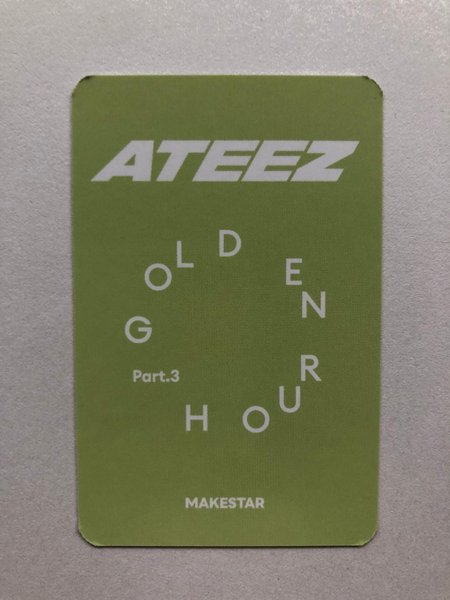 ATEEZ
GOLDEN
HOUR
Part.3
MAKESTAR